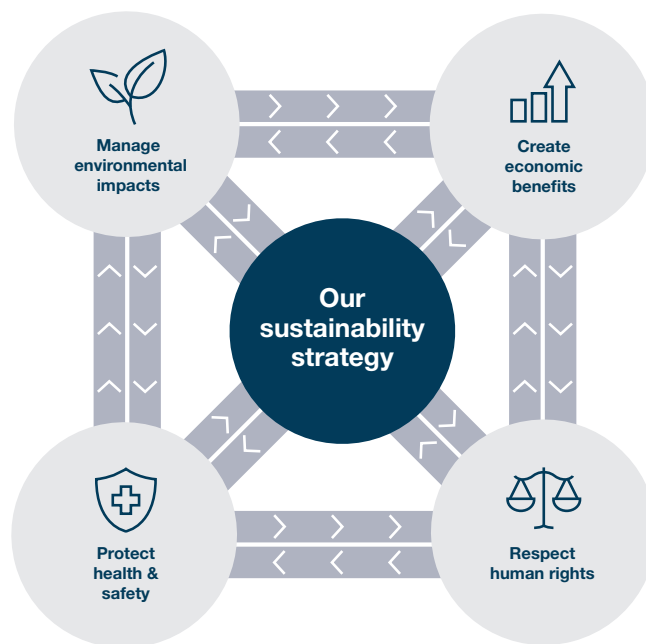 Manage
environmental
impacts
Create
economic
benefits
Our
sustainability
strategy
Protect
health &
safety
Respect
human rights